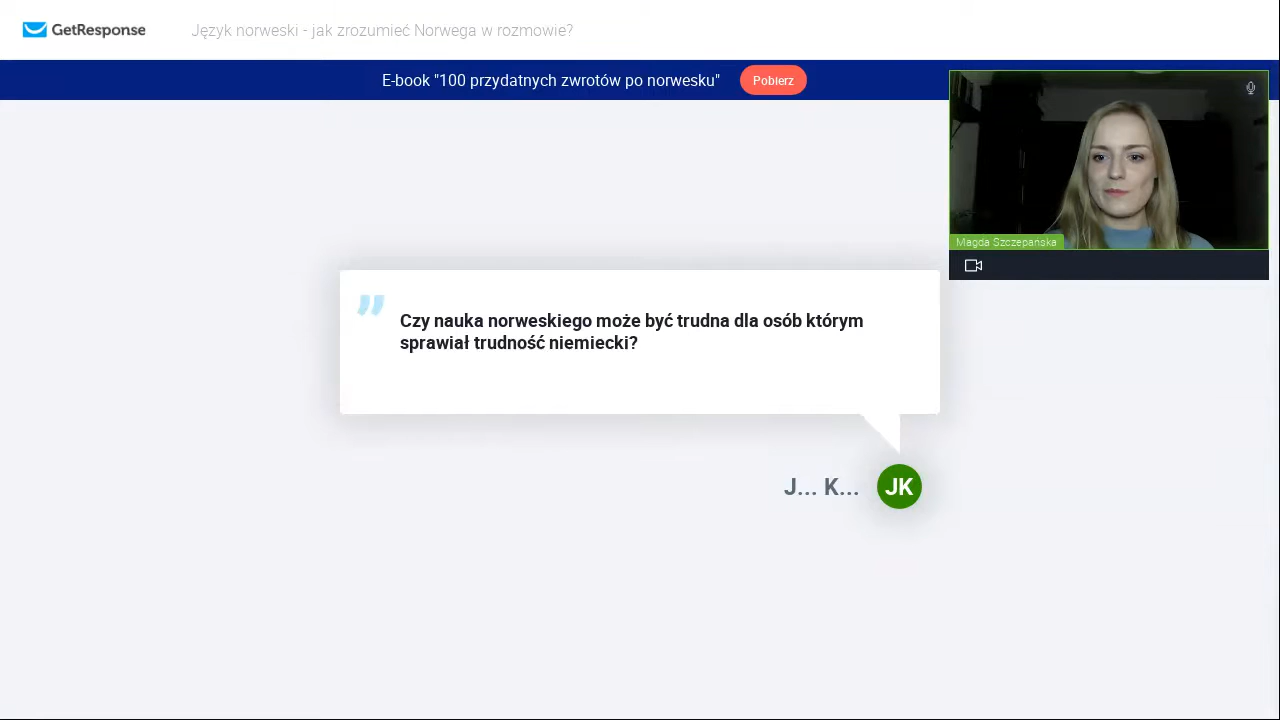 GetResponse
Język norweski - jak zrozumieć Norwega w rozmowie?
E-book "100 przydatnych zwrotów po norwesku"
Pobierz
Magda Szczepańska
Czy nauka norweskiego może być trudna dla osób którym
sprawiał trudność niemiecki?
J... K...
JK